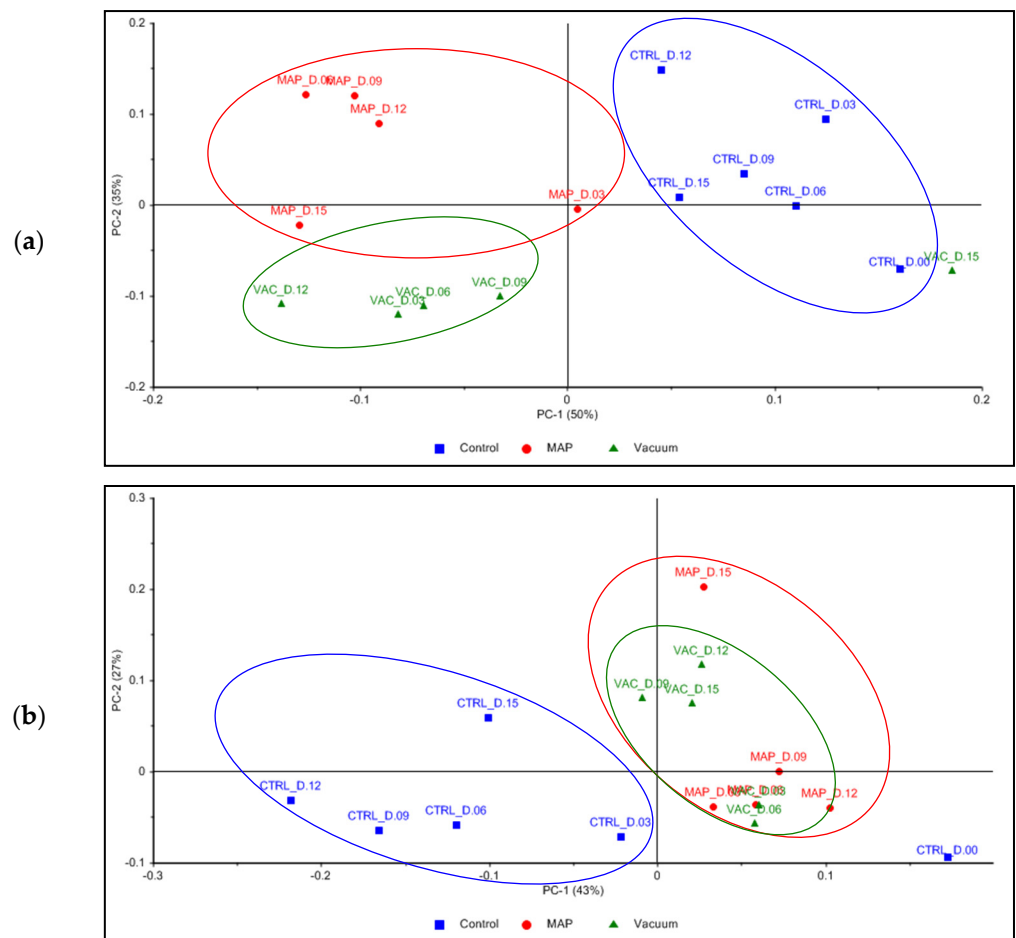 (a)
0.2
0.1
0
-0.1
-0.2
PC-2 (35%)
CTRL_D.12
MAP_D.06 MAP_D.09
MAP_D.12
CTRL_D.03
CTRL_D.09
CTRL_D.15
CTRL_D.06
MAP_D.03
MAP_D.15
CTRL_D.00
VAC_D.15
VAC_D.12
VAC_D.03
VAC_D.06
VAC_D.09
-0.2 -0.1 0 0.1 0.2
PC-1 (50%)
Control MAP Vacuum
(b)
0.3
0.2
0.1
0
-0.1
PC-2 (27%)
MAP_D.15
VAC_D.12
VAC_D.09
VAC_D.15
CTRL_D.15
MAP_D.09
CTRL_D.12
MAP_D.12
VAC_D.03
VAC_D.06
CTRL_D.09
CTRL_D.06
CTRL_D.03
CTRL_D.00
-0.3 -0.2 -0.1 0 0.1
PC-1 (43%)
Control MAP Vacuum